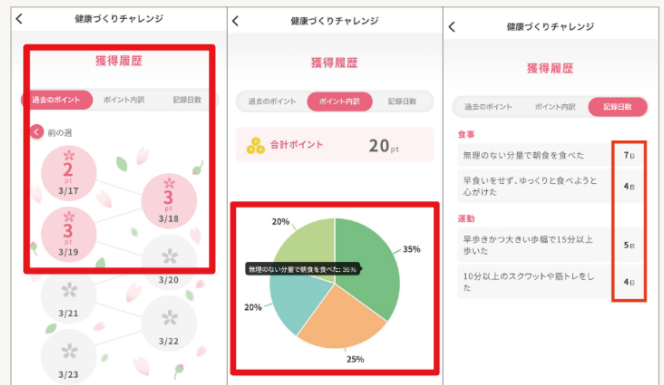 健康づくりチャレンジ
獲得履歴
過去のポイント
ポイント内訳
記録日数
前の週
2
pt
3/17
3
pt
3/18
3
pt
3/19
3/20
3/21
3/22
3/23
健康づくりチャレンジ
獲得履歴
過去のポイント
ポイント内訳
記録日数
合計ポイント
20pt
20%
35%
無理のない分量で朝食を食べた: 35%
20%
25%
健康づくりチャレンジ
獲得履歴
過去のポイント
ポイント内訳
記録日数
食事
無理のない分量で朝食を食べた
7日
早食いをせず、ゆっくりと食べようと
心がけた
4日
運動
早歩きかつ大きい歩幅で15分以上
歩いた
5日
10分以上のスクワットや筋トレをし
た
4日